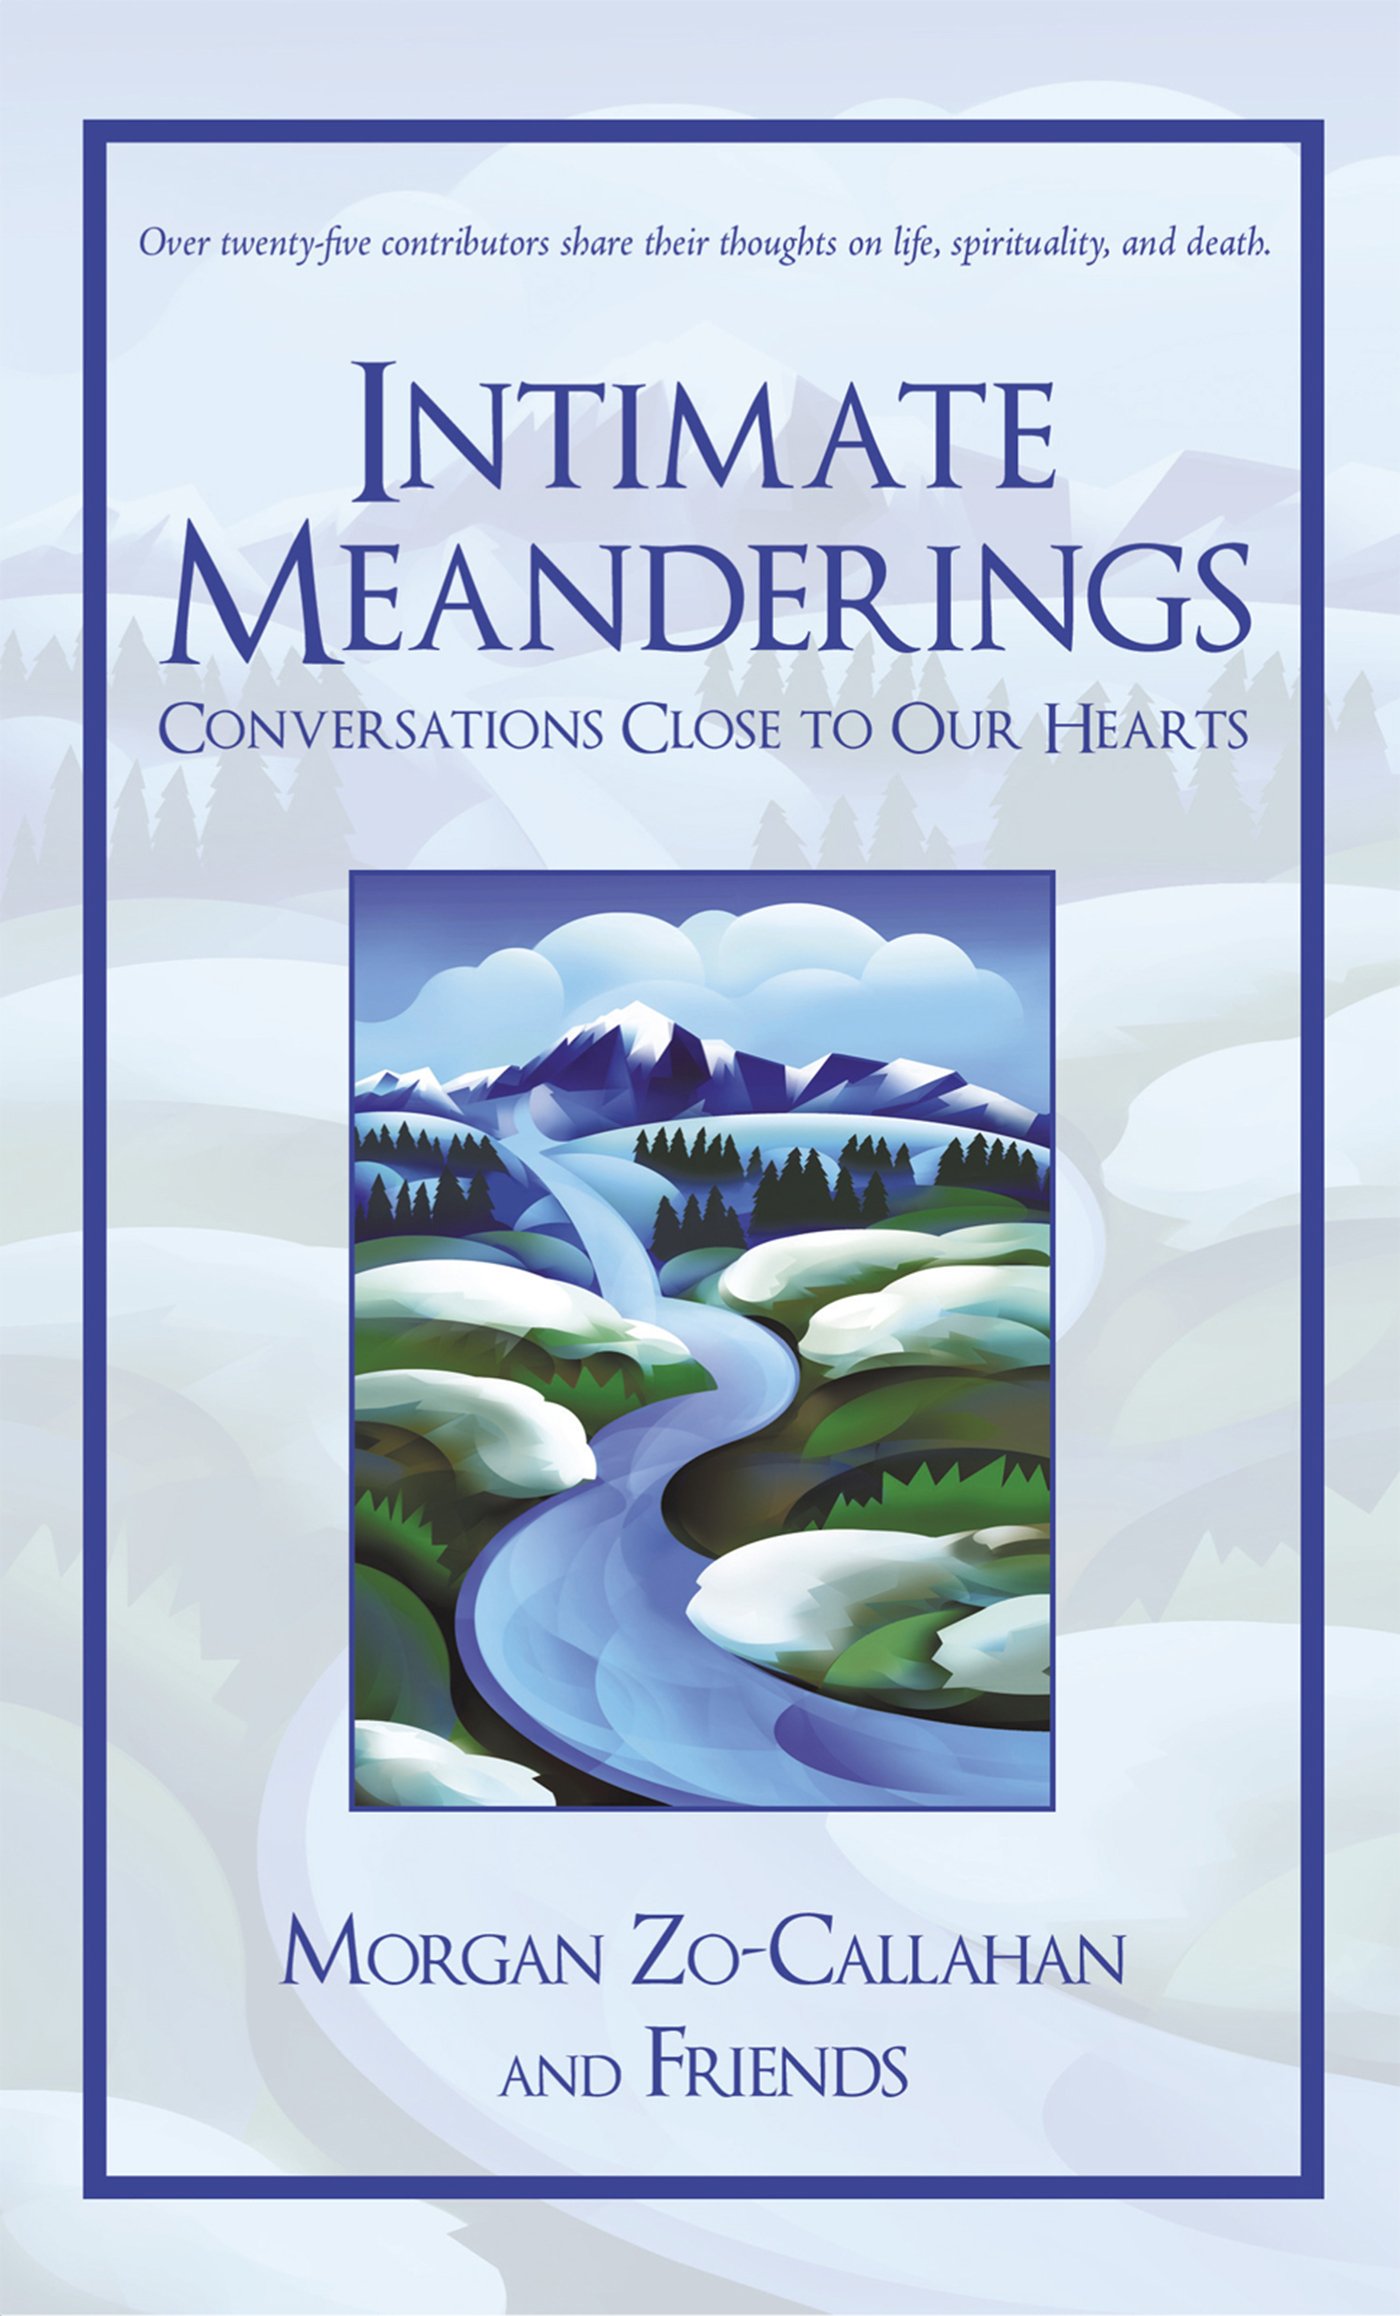 Over twenty-five contributors share their thoughts on life, spirituality, and death.
INTIMATE
MEANDERINGS
CONVERSATIONS CLOSE TO OUR HEARTS
MORGAN ZO-CALLAHAN
AND FRIENDS